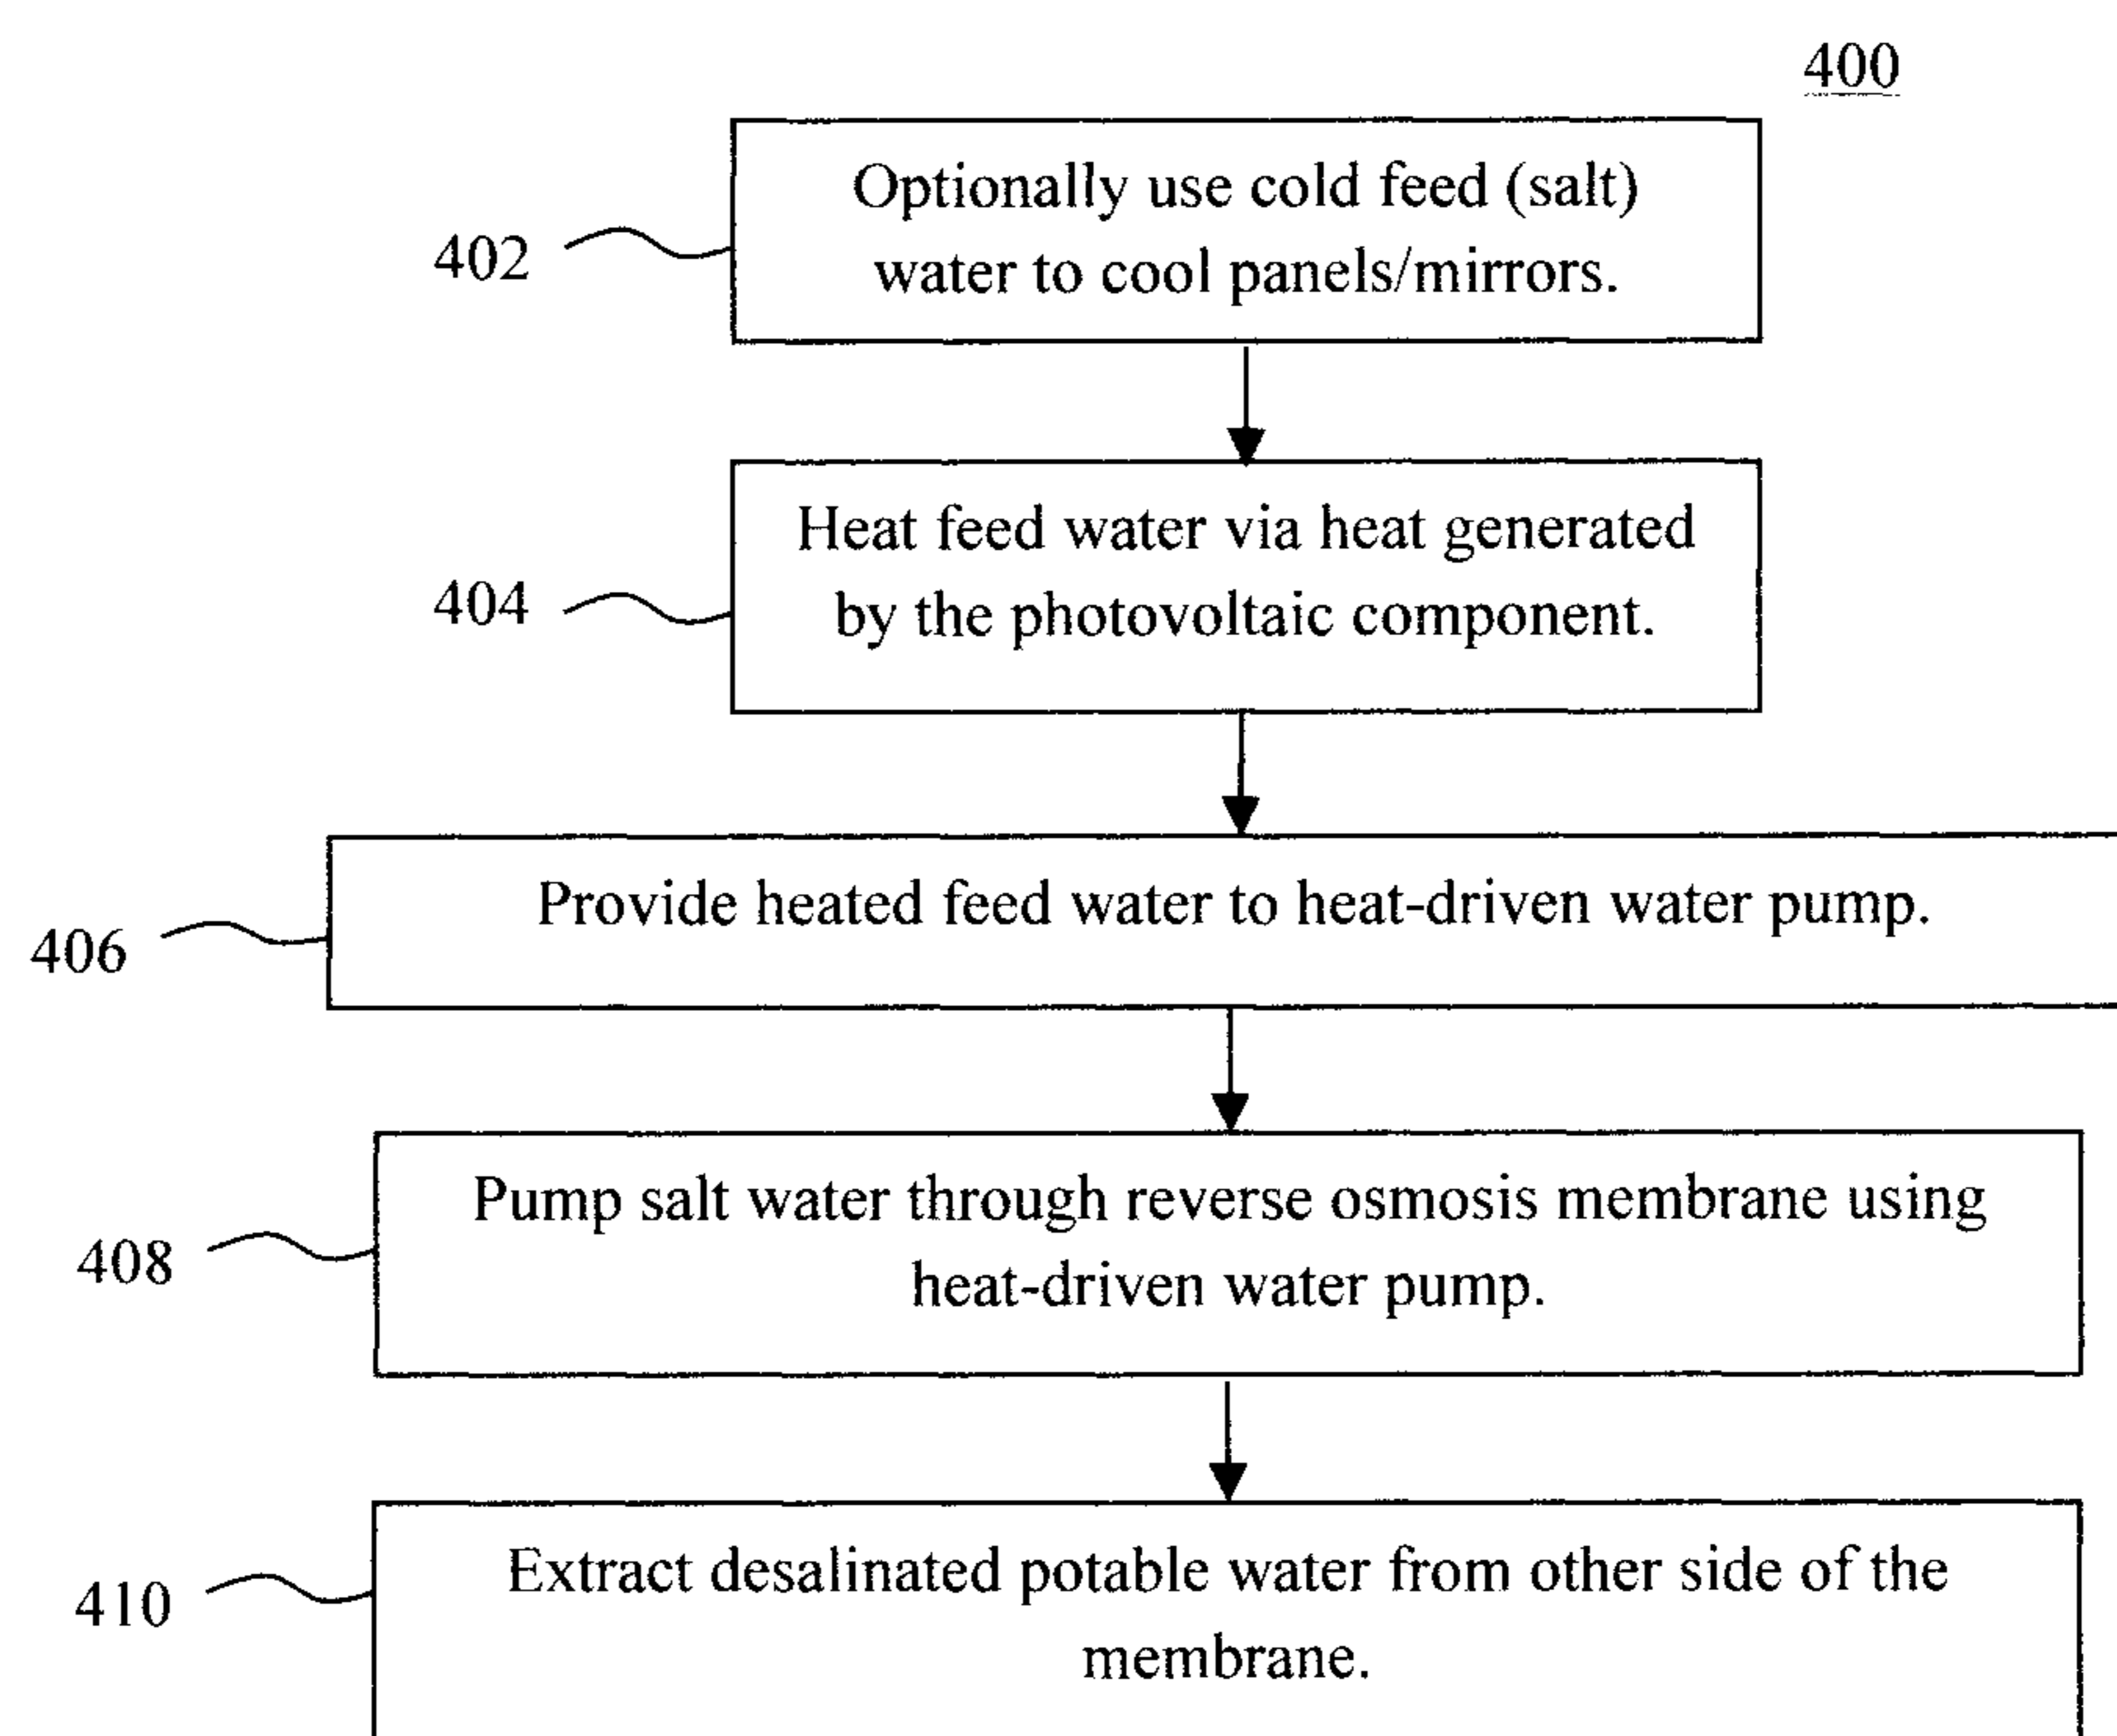 400
402
Optionally use cold feed (salt)
water to cool panels/mirrors.
404
Heat feed water via heat generated
by the photovoltaic component.
406
Provide heated feed water to heat-driven water pump.
408
Pump salt water through reverse osmosis membrane using
heat-driven water pump.
410
Extract desalinated potable water from other side of the
membrane.